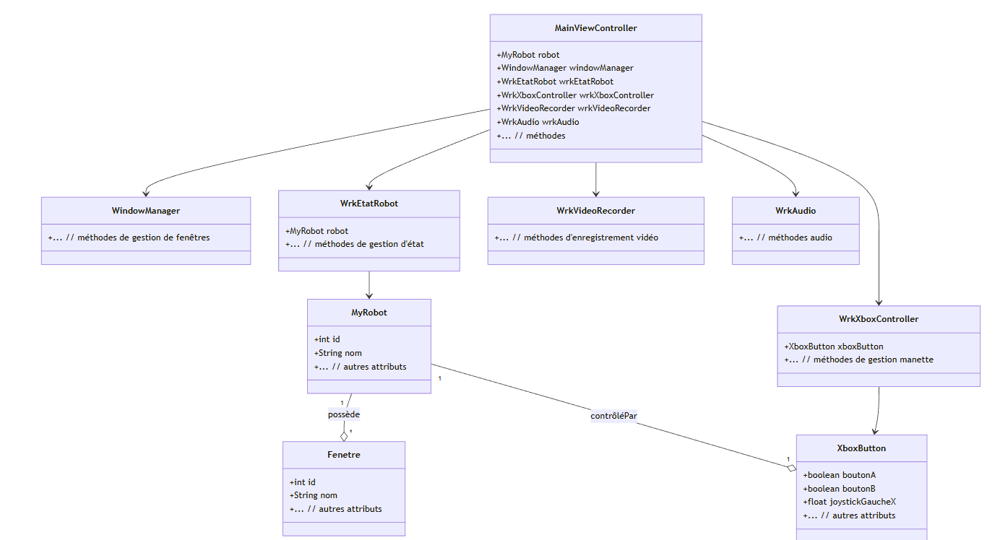 MainViewController
+MyRobot robot
+WindowManager windowManager
+WrkEtatRobot wrkEtatRobot
+WrkXboxController wrkXboxController
+WrkVideoRecorder wrkVideoRecorder
+WrkAudio wrkAudio
+... // méthodes
WindowManager
+... // méthodes de gestion de fenêtres
WrkEtatRobot
+MyRobot robot
+... // méthodes de gestion d'état
WrkVideoRecorder
+... // méthodes d'enregistrement vidéo
WrkAudio
+... // méthodes audio
MyRobot
+int id
+String nom
+... // autres attributs
WrkXboxController
+XboxButton xboxButton
+... // méthodes de gestion manette
1
1
possède
*
contrôléPar
1
Fenetre
+int id
+String nom
+... // autres attributs
XboxButton
+boolean boutonA
+boolean boutonB
+float joystickGaucheX
+... // autres attributs